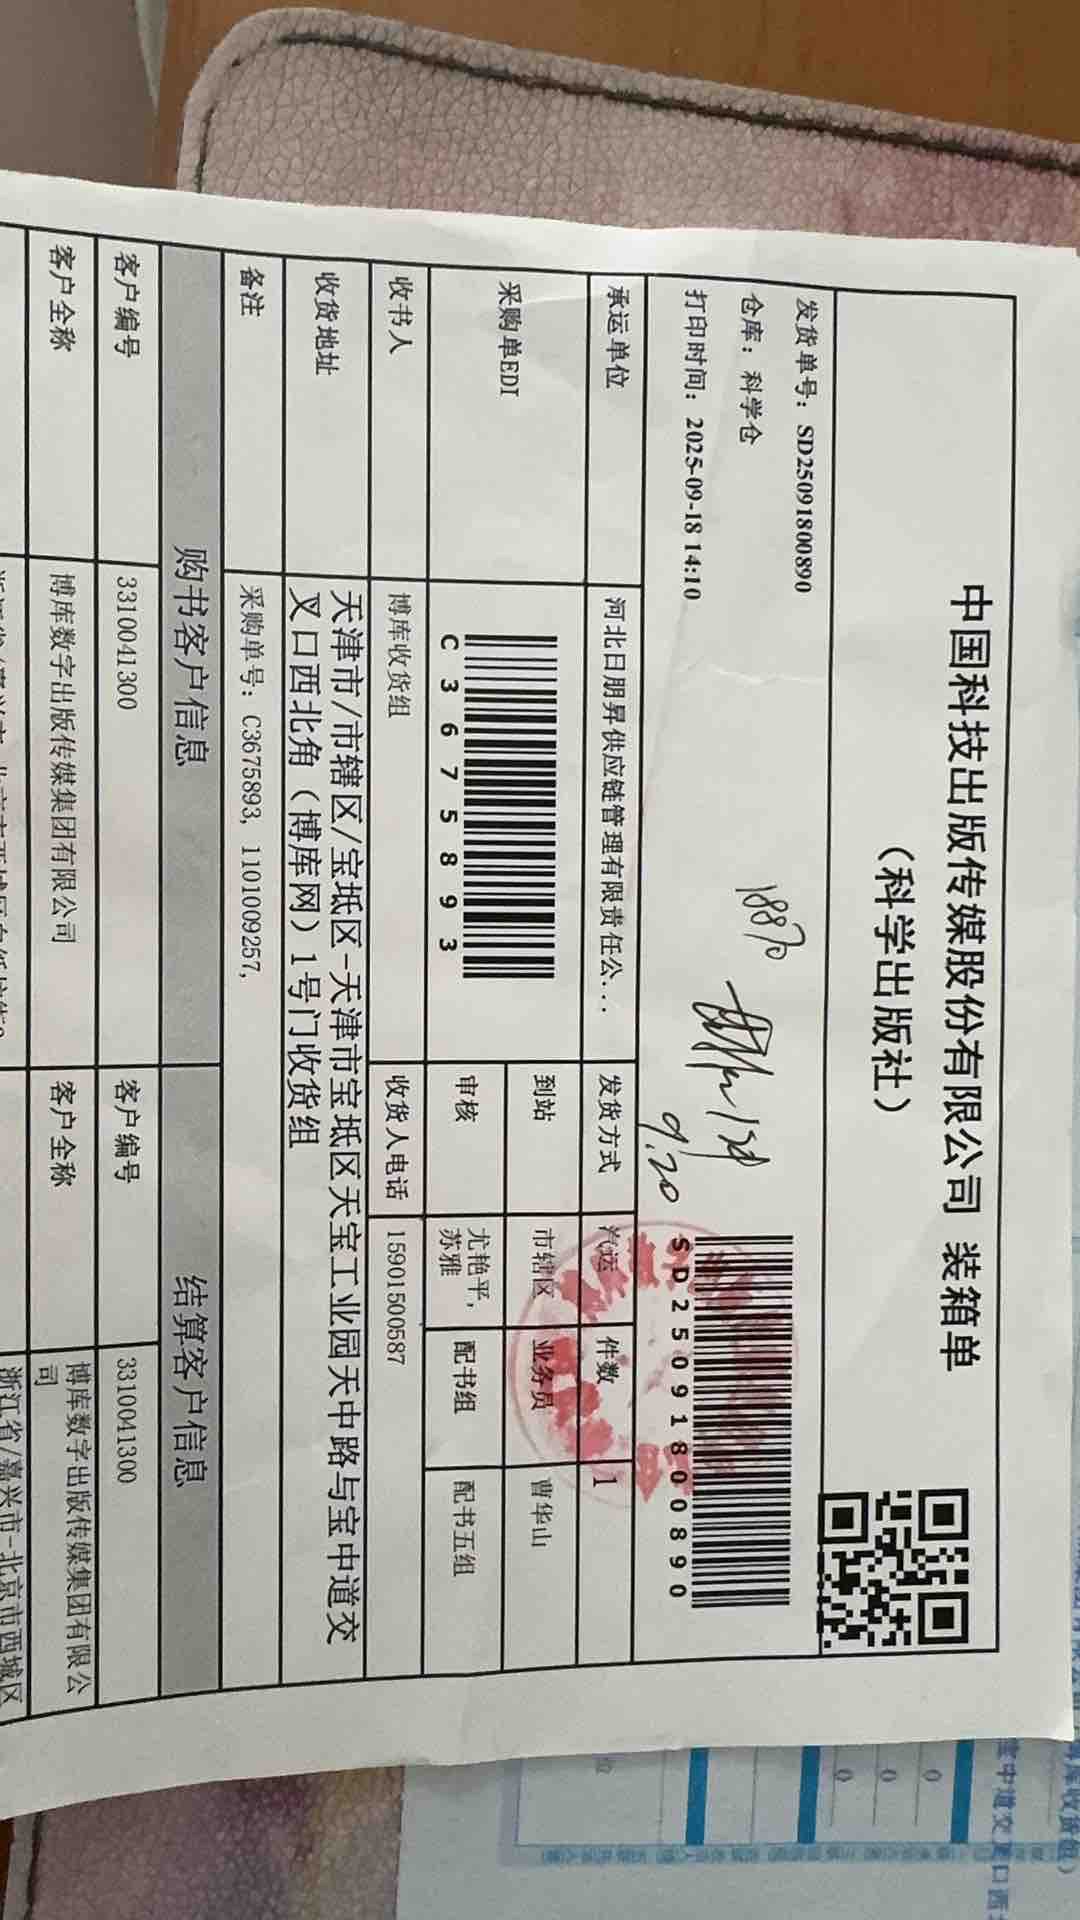 中国科技出版传媒股份有限公司 装箱单
（科学出版社）
发货单号：SD25091800890
仓库：科学仓
打印时间：2025-09-18 14:10
18870
9.20
SD25091800890
承运单位 河北日朋昇供应链管理有限责任公... 发货方式 汽运 件数 1
采购单EDI C3675893 到站 市辖区 业务员 曹华山
审核 尤艳平,苏雅 配书组 配书五组
收书人 博库收货组 收货人电话 15901500587
收货地址 天津市/市辖区/宝坻区-天津市宝坻区天宝工业园天中路与宝中道交
叉口西北角（博库网）1号门收货组
备注 采购单号：C3675893, 1101009257,
购书客户信息 结算客户信息
客户编号 3310041300 客户编号 3310041300
客户全称 博库数字出版传媒集团有限公司 客户全称 博库数字出版传媒集团有限公
司
浙江省/嘉兴市-北京市西城区